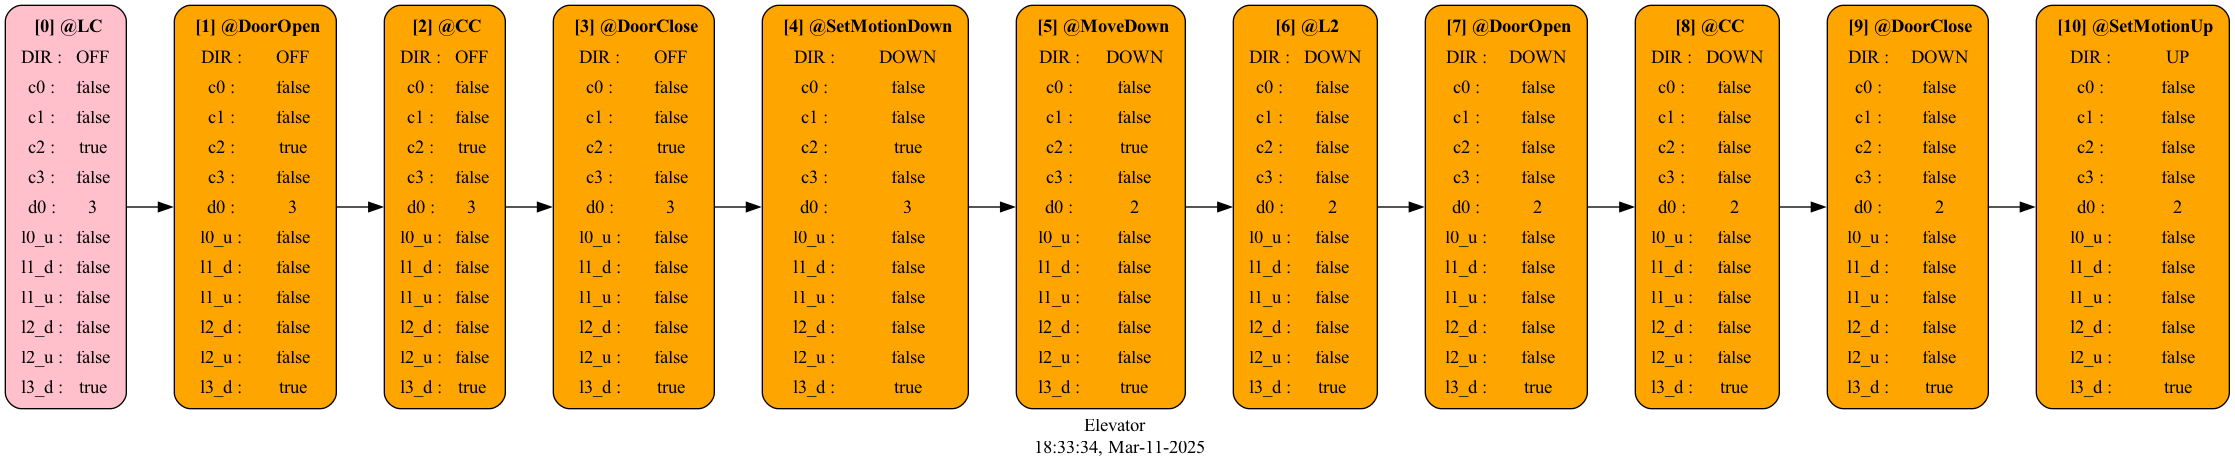 [0] @LC
DIR : OFF
c0 : false
c1 : false
c2 : true
c3 : false
d0 : 3
l0_u : false
l1_d : false
l1_u : false
l2_d : false
l2_u : false
l3_d : true
[1] @DoorOpen
DIR : OFF
c0 : false
c1 : false
c2 : true
c3 : false
d0 : 3
l0_u : false
l1_d : false
l1_u : false
l2_d : false
l2_u : false
l3_d : true
[2] @CC
DIR : OFF
c0 : false
c1 : false
c2 : true
c3 : false
d0 : 3
l0_u : false
l1_d : false
l1_u : false
l2_d : false
l2_u : false
l3_d : true
[3] @DoorClose
DIR : OFF
c0 : false
c1 : false
c2 : true
c3 : false
d0 : 3
l0_u : false
l1_d : false
l1_u : false
l2_d : false
l2_u : false
l3_d : true
[4] @SetMotionDown
DIR : DOWN
c0 : false
c1 : false
c2 : true
c3 : false
d0 : 3
l0_u : false
l1_d : false
l1_u : false
l2_d : false
l2_u : false
l3_d : true
[5] @MoveDown
DIR : DOWN
c0 : false
c1 : false
c2 : true
c3 : false
d0 : 2
l0_u : false
l1_d : false
l1_u : false
l2_d : false
l2_u : false
l3_d : true
[6] @L2
DIR : DOWN
c0 : false
c1 : false
c2 : false
c3 : false
d0 : 2
l0_u : false
l1_d : false
l1_u : false
l2_d : false
l2_u : false
l3_d : true
[7] @DoorOpen
DIR : DOWN
c0 : false
c1 : false
c2 : false
c3 : false
d0 : 2
l0_u : false
l1_d : false
l1_u : false
l2_d : false
l2_u : false
l3_d : true
[8] @CC
DIR : DOWN
c0 : false
c1 : false
c2 : false
c3 : false
d0 : 2
l0_u : false
l1_d : false
l1_u : false
l2_d : false
l2_u : false
l3_d : true
[9] @DoorClose
DIR : DOWN
c0 : false
c1 : false
c2 : false
c3 : false
d0 : 2
l0_u : false
l1_d : false
l1_u : false
l2_d : false
l2_u : false
l3_d : true
[10] @SetMotionUp
DIR : UP
c0 : false
c1 : false
c2 : false
c3 : false
d0 : 2
l0_u : false
l1_d : false
l1_u : false
l2_d : false
l2_u : false
l3_d : true
Elevator
18:33:34, Mar-11-2025